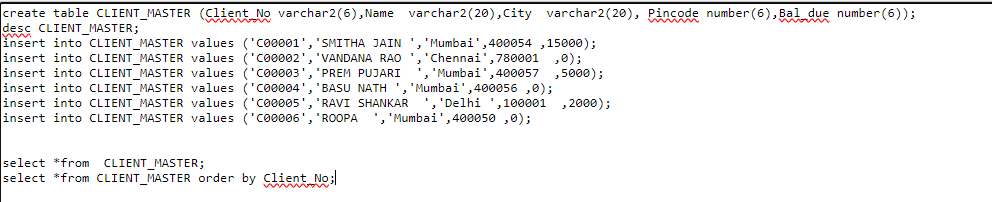 create table CLIENT_MASTER (Client_No varchar2(6),Name  varchar2(20),City  varchar2(20), Pincode number(6),Bal_due number(6));
desc CLIENT_MASTER;
insert into CLIENT_MASTER values ('C00001','SMITHA JAIN ','Mumbai',400054 ,15000);
insert into CLIENT_MASTER values ('C00002','VANDANA RAO ','Chennai',780001  ,0);
insert into CLIENT_MASTER values ('C00003','PREM PUJARI  ','Mumbai',400057  ,5000);
insert into CLIENT_MASTER values ('C00004','BASU NATH ','Mumbai',400056 ,0);
insert into CLIENT_MASTER values ('C00005','RAVI SHANKAR  ','Delhi ',100001  ,2000);
insert into CLIENT_MASTER values ('C00006','ROOPA  ','Mumbai',400050 ,0);
select *from  CLIENT_MASTER;
select *from CLIENT_MASTER order by Client_No;